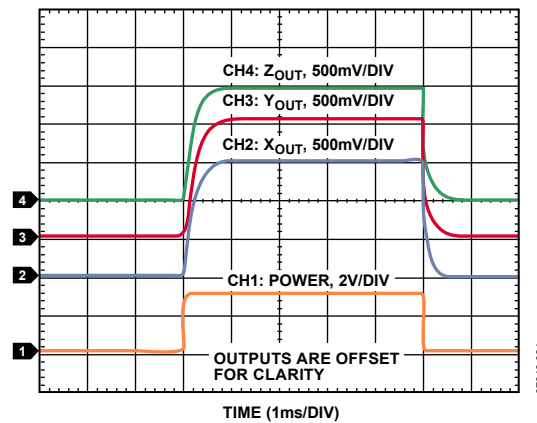 CH4: ZOUT, 500mV/DIV
CH3: YOUT, 500mV/DIV
CH2: XOUT, 500mV/DIV
4
3
2
CH1: POWER, 2V/DIV
1
OUTPUTS ARE OFFSET
FOR CLARITY
TIME (1ms/DIV)